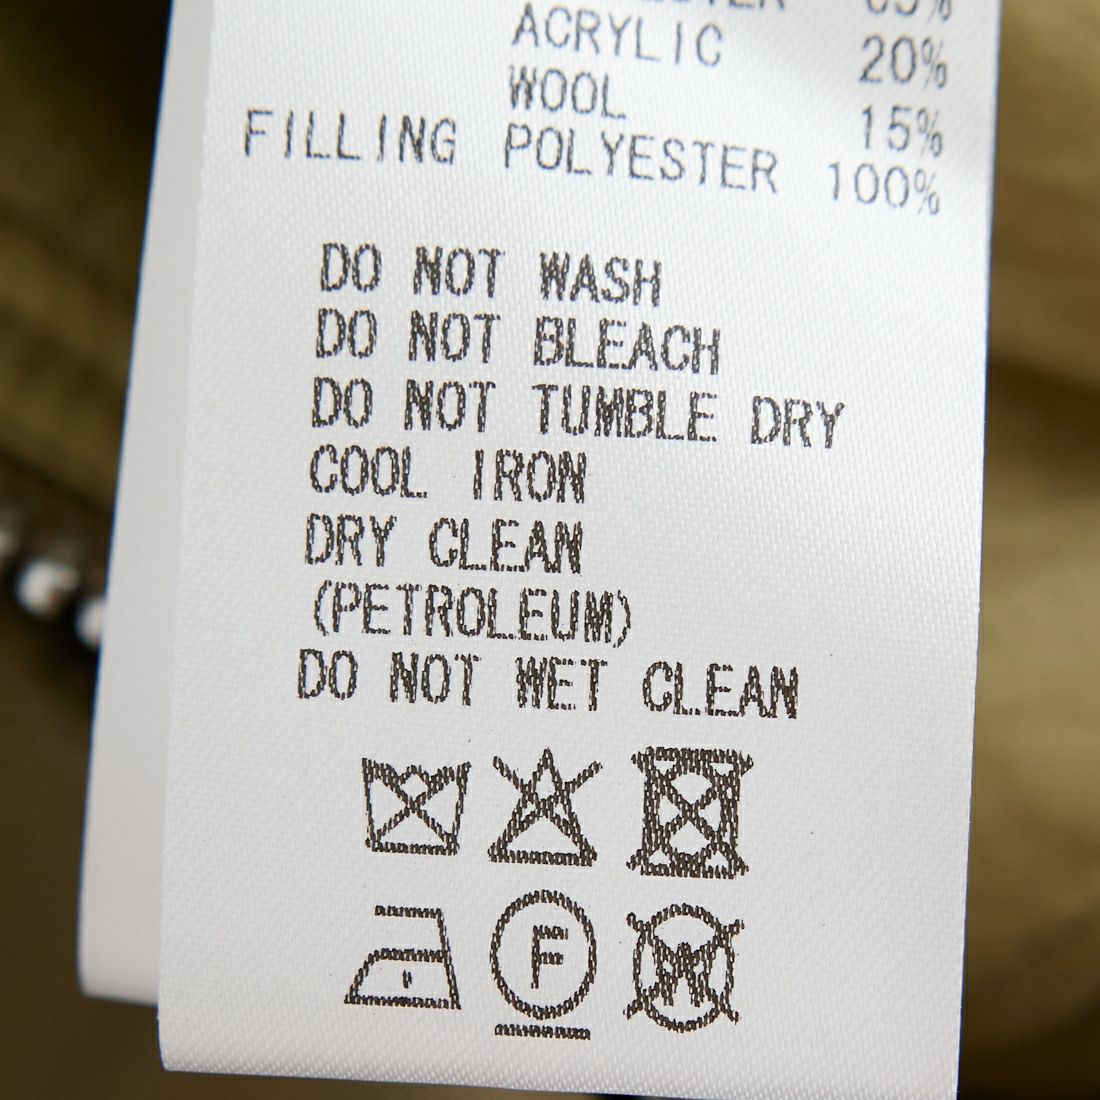 ACRYLIC 20%
WOOL 15%
FILLING POLYESTER 100%
DO NOT WASH
DO NOT BLEACH
DO NOT TUMBLE DRY
COOL IRON
DRY CLEAN
(PETROLEUM)
DO NOT WET CLEAN
F
W